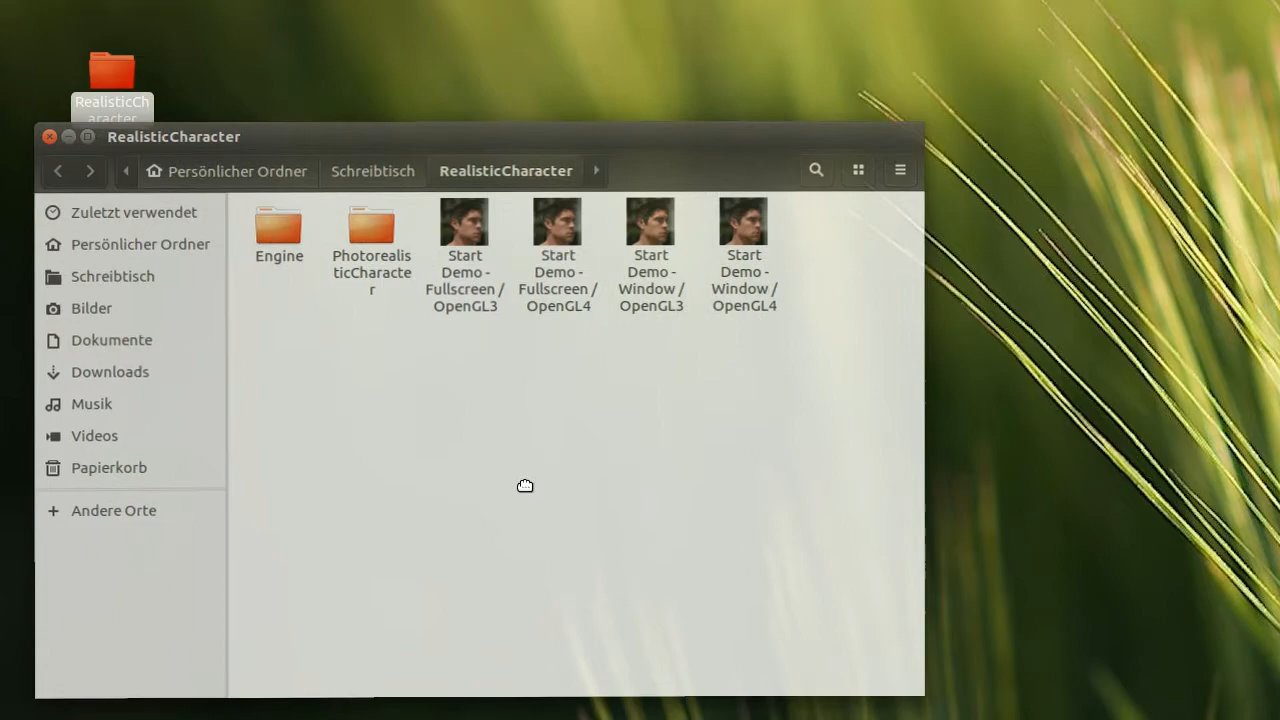 RealisticCh
aracter
RealisticCharacter
Persönlicher Ordner
Schreibtisch
RealisticCharacter
Zuletzt verwendet
Persönlicher Ordner
Schreibtisch
Bilder
Dokumente
Downloads
Musik
Videos
Papierkorb
Andere Orte
Engine
Photorealis
ticCharacte
r
Start
Demo -
Fullscreen /
OpenGL3
Start
Demo -
Fullscreen /
OpenGL4
Start
Demo -
Window /
OpenGL3
Start
Demo -
Window /
OpenGL4